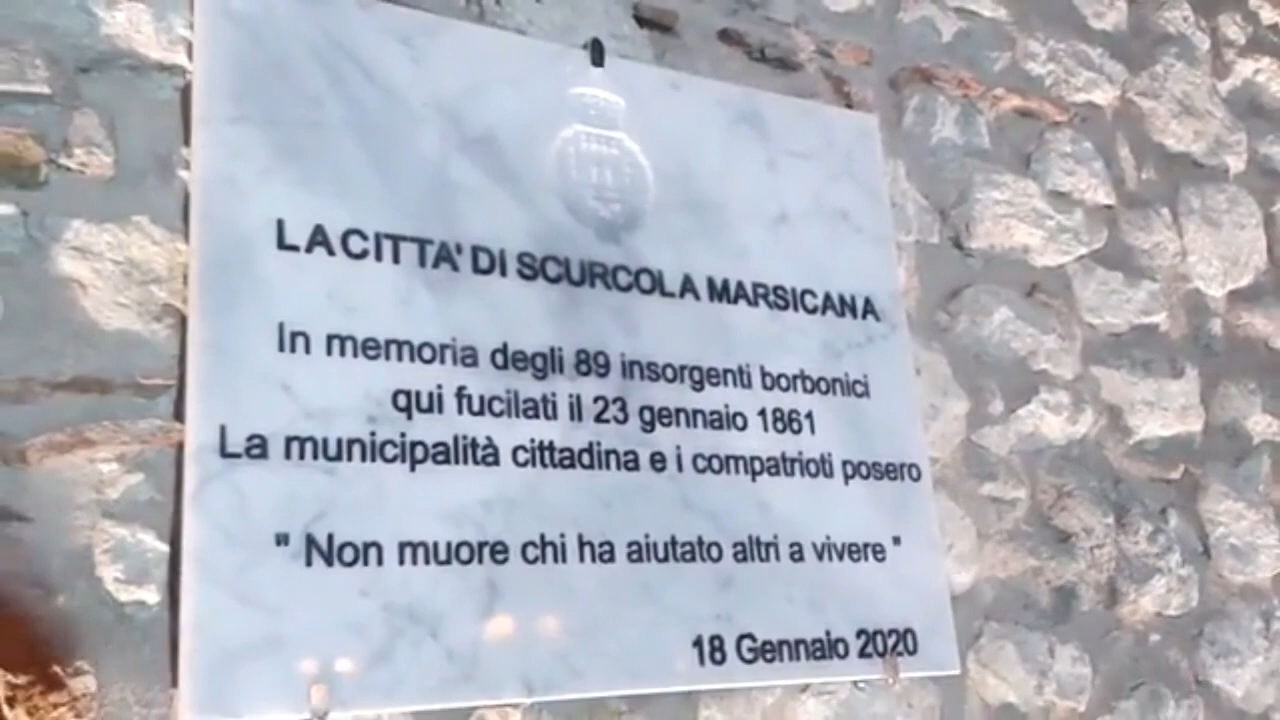 LA CITTA' DI SCURCOLA MARSICANA
In memoria degli 89 insorgenti borbonici
qui fucilati il 23 gennaio 1861
La municipalità cittadina e i compatrioti posero
" Non muore chi ha aiutato altri a vivere "
18 Gennaio 2020